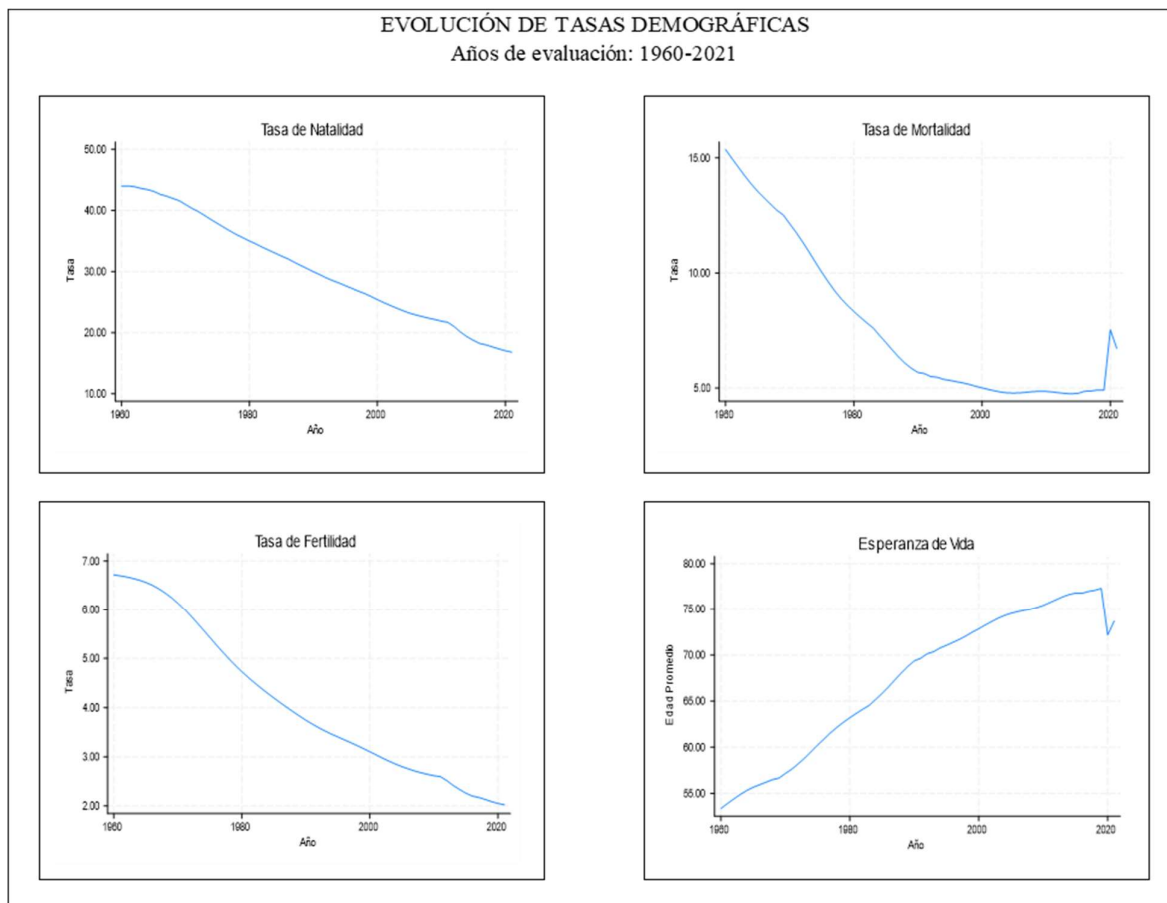 EVOLUCIÓN DE TASAS DEMOGRÁFICAS
Años de evaluación: 1960-2021
Tasa de Natalidad
50.00
40.00
30.00
20.00
10.00
Tasa
1960
1980
2000
2020
Año
Tasa de Mortalidad
15.00
10.00
5.00
Tasa
1960
1980
2000
2020
Año
Tasa de Fertilidad
7.00
6.00
5.00
4.00
3.00
2.00
Tasa
1960
1980
2000
2020
Año
Esperanza de Vida
80.00
75.00
70.00
65.00
60.00
55.00
Edad Promedio
1960
1980
2000
2020
Año